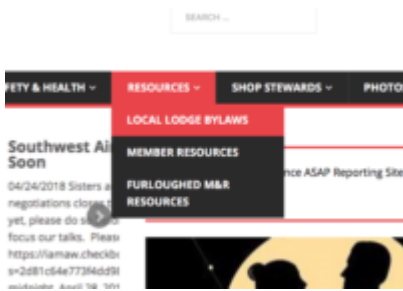 SEARCH ...
FETY & HEALTH
RESOURCES
SHOP STEWARDS
PHOTOS
LOCAL LODGE BYLAWS
MEMBER RESOURCES
FURLOUGHED M&R
RESOURCES
Southwest Ai
Soon
nce ASAP Reporting Site
04/24/2018 Sisters a
negotiations close
yet, please do s
focus our talks. Pleas
https://iamaw.checkb
s=2d81c64e773f4dd98
midnight, April 28, 201